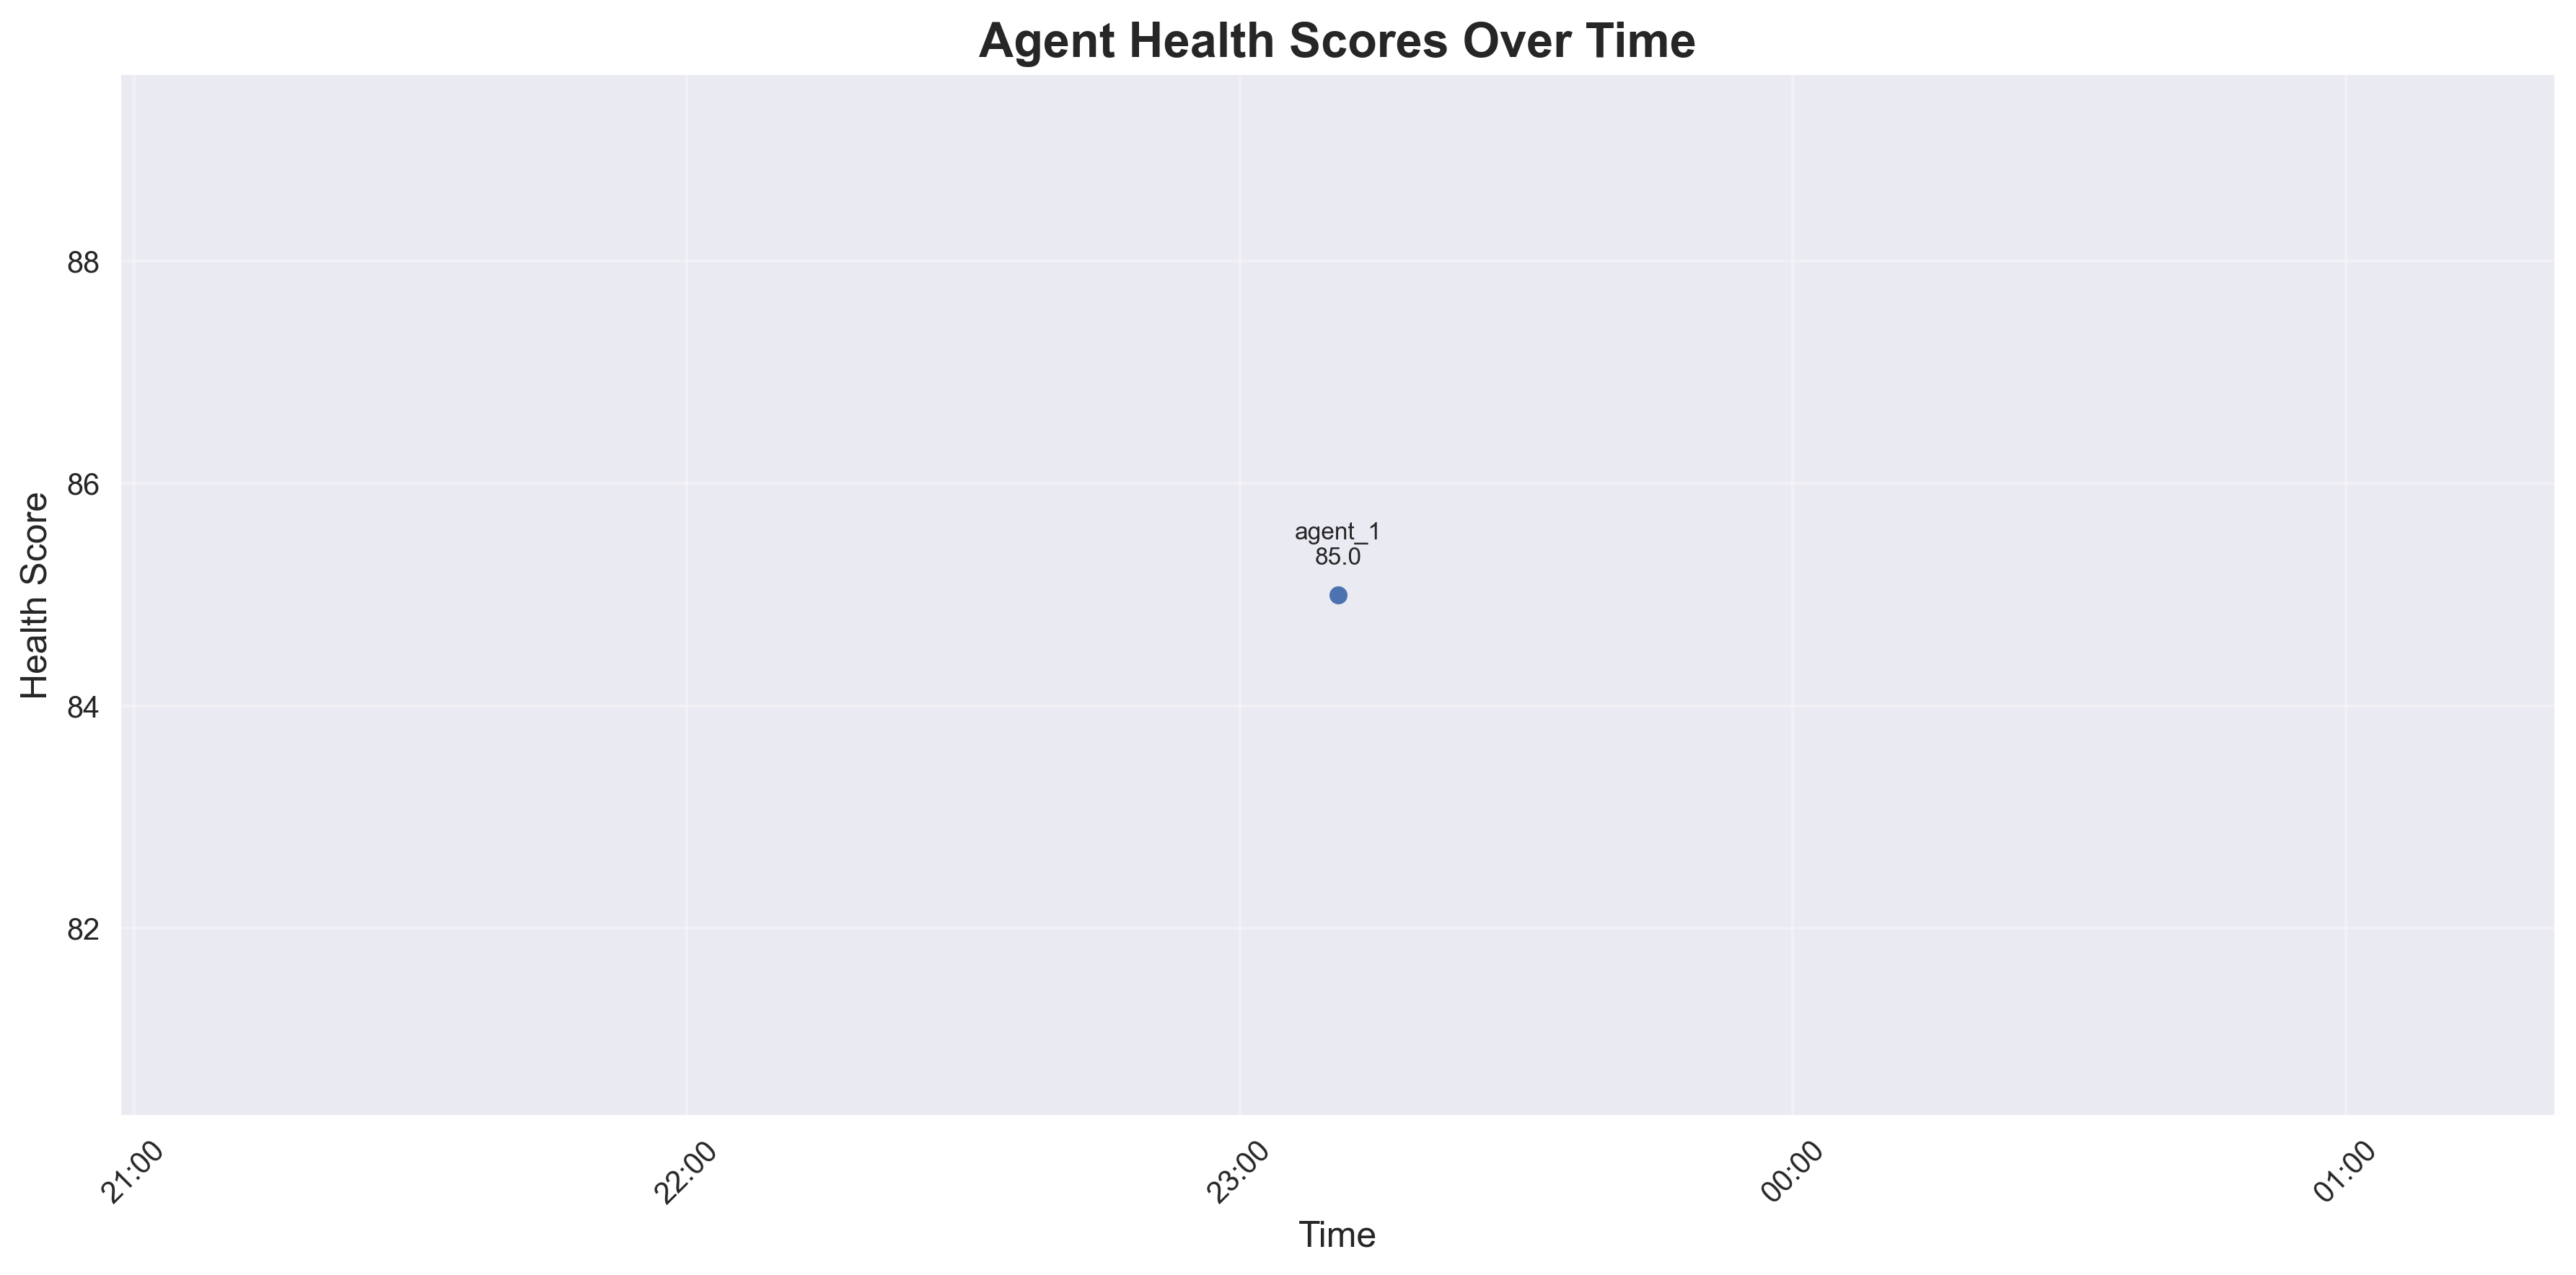 Agent Health Scores Over Time
Health Score
88
86
84
82
agent_1
85.0
21:00
22:00
23:00
00:00
01:00
Time